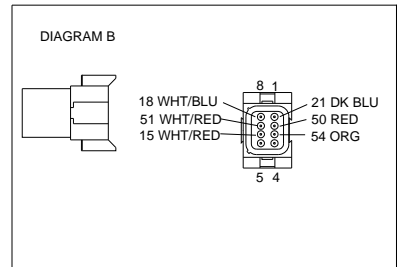 DIAGRAM B
8 1
18 WHT/BLU
21 DK BLU
51 WHT/RED
50 RED
15 WHT/RED
54 ORG
5 4